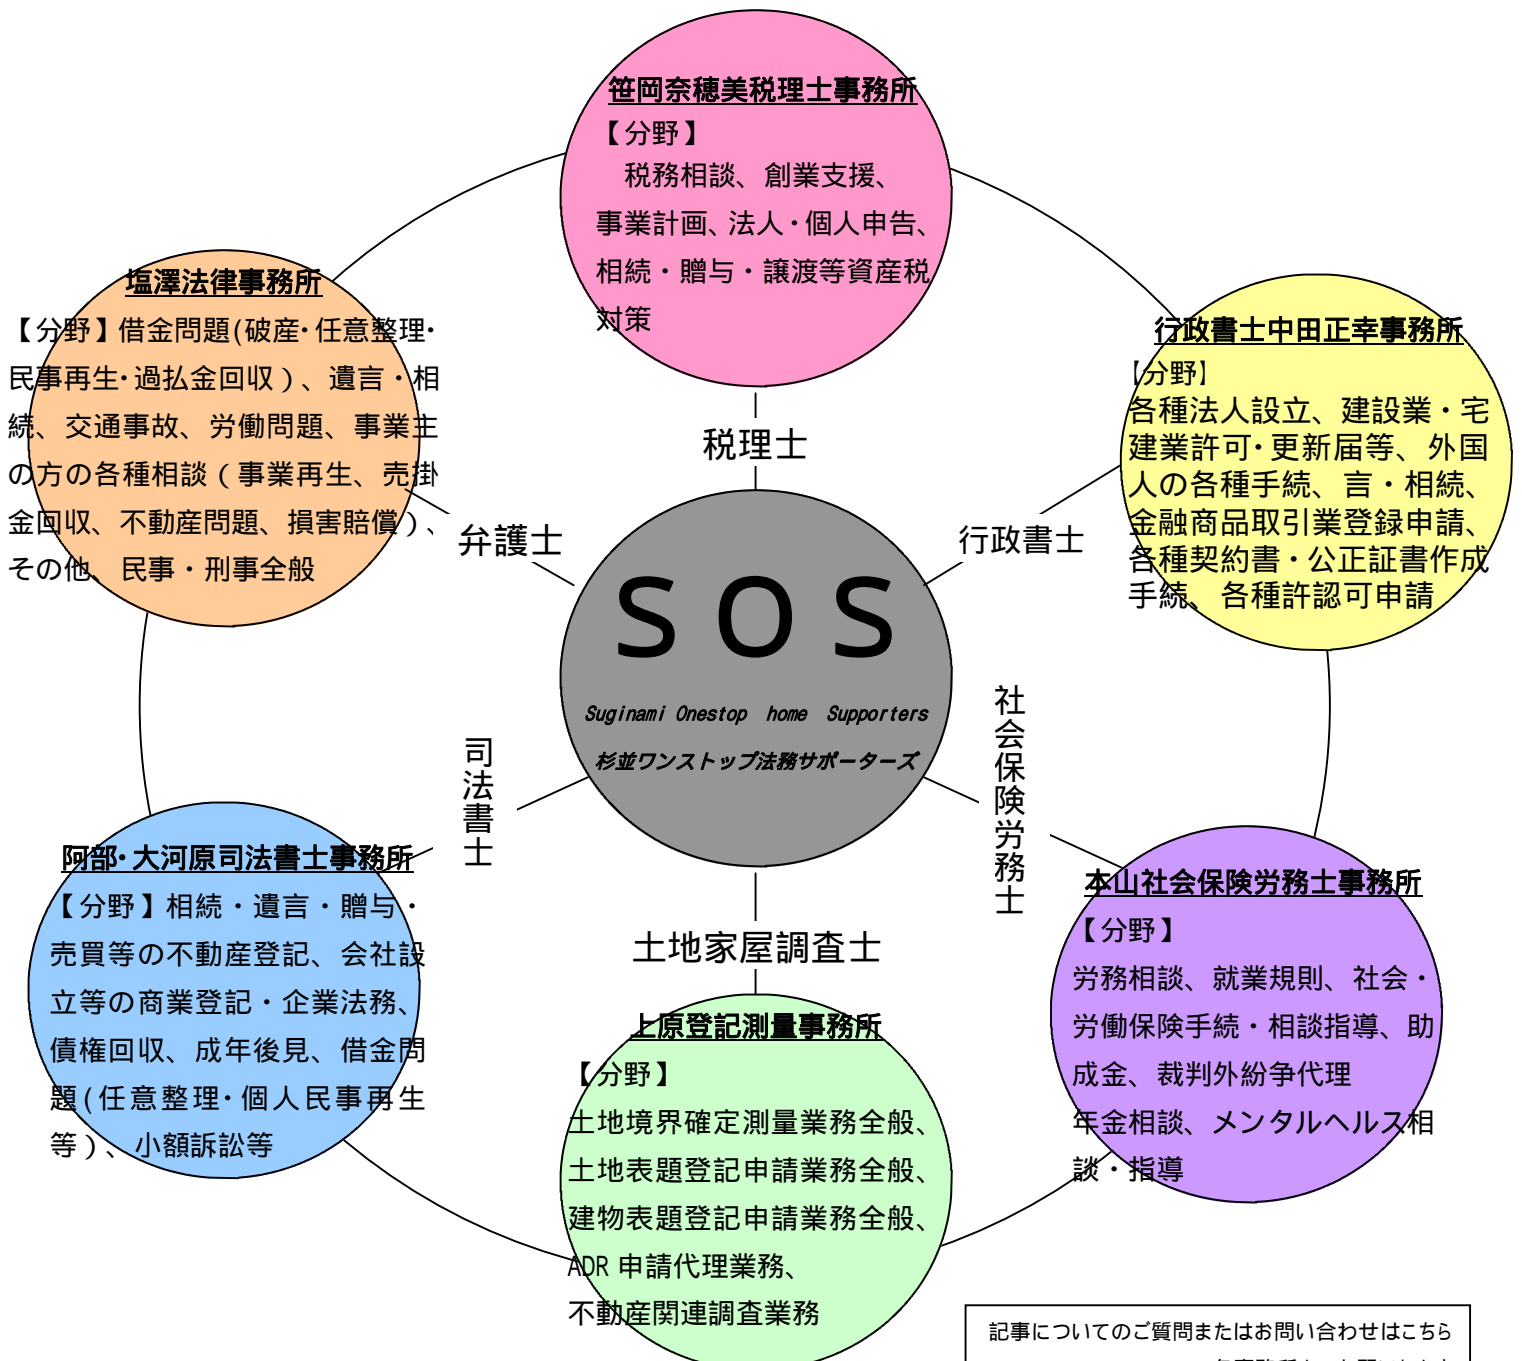 笹岡奈穂美税理士事務所
【分野】
税務相談、創業支援、
事業計画、法人・個人申告、
相続・贈与・譲渡等資産税
対策
塩澤法律事務所
【分野】借金問題(破産・任意整理・
民事再生・過払金回収）、遺言・相
続、交通事故、労働問題、事業主
の方の各種相談（事業再生、売掛
金回収、不動産問題、損害賠償）、
その他、民事・刑事全般
行政書士中田正幸事務所
[分野]
各種法人設立、建設業・宅
建業許可・更新届等、外国
人の各種手続、言・相続、
金融商品取引業登録申請、
各種契約書・公正証書作成
手続、各種許認可申請
税理士
弁護士
行政書士
SOS
Suginami Onestop home Supporters
杉並ワンストップ法務サポーターズ
司法書士
社会保険労務士
土地家屋調査士
阿部・大河原司法書士事務所
【分野】相続・遺言・贈与・
売買等の不動産登記、会社設
立等の商業登記・企業法務、
債権回収、成年後見、借金問
題(任意整理・個人民事再生
等）、小額訴訟等
本山社会保険労務士事務所
【分野】
労務相談、就業規則、社会・
労働保険手続・相談指導、助
成金、裁判外紛争代理
年金相談、メンタルヘルス相
談・指導
上原登記測量事務所
【分野】
土地境界確定測量業務全般、
土地表題登記申請業務全般、
建物表題登記申請業務全般、
ADR 申請代理業務、
不動産関連調査業務
記事についてのご質問またはお問い合わせはこちら